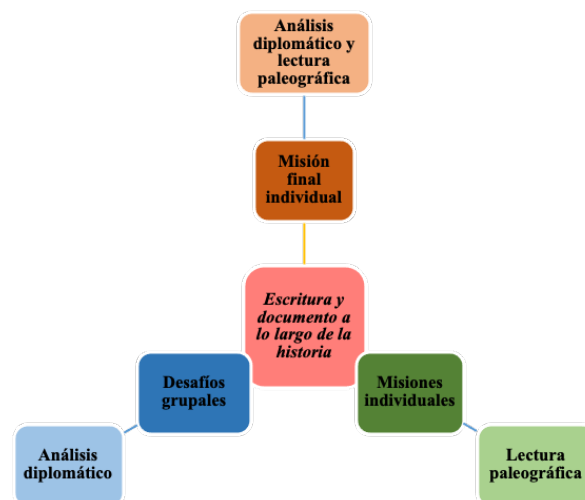 Análisis
diplomático y
lectura
paleográfica
Misión
final
individual
Escritura y
documento a
lo largo de la
historia
Desafíos
grupales
Misiones
individuales
Análisis
diplomático
Lectura
paleográfica